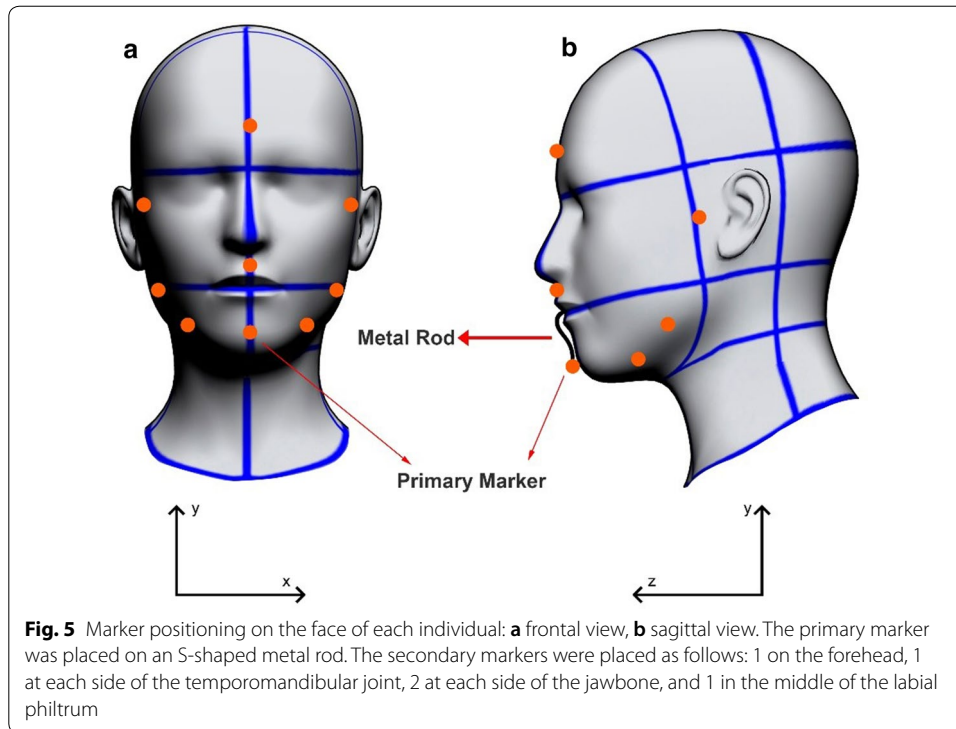 a
b
Metal Rod
Primary Marker
y
x
y
z
Fig. 5 Marker positioning on the face of each individual: a frontal view, b sagittal view. The primary marker
was placed on an S-shaped metal rod. The secondary markers were placed as follows: 1 on the forehead, 1
at each side of the temporomandibular joint, 2 at each side of the jawbone, and 1 in the middle of the labial
philtrum